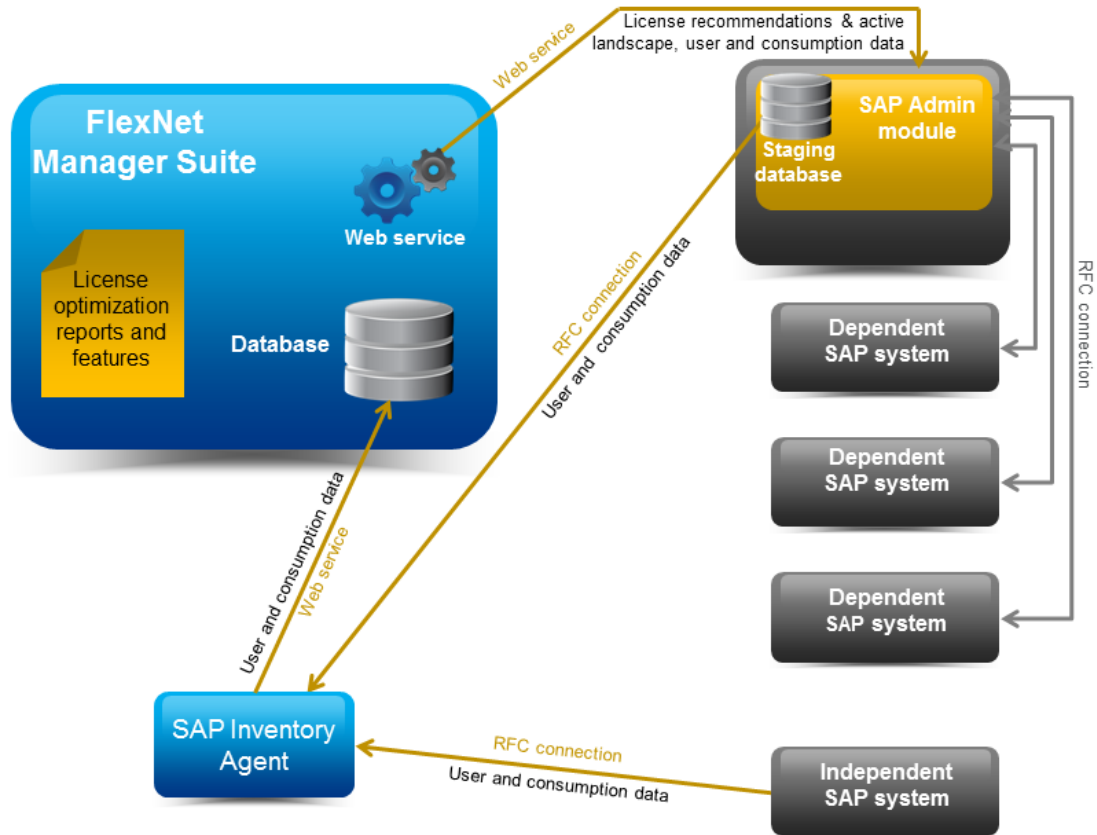 Web service
License recommendations & active
landscape, user and consumption data
FlexNet
Manager Suite
Web service
License
optimization
reports and
features
Database
SAP Admin
module
Staging
database
RFC connection
User and consumption data
RFC connection
Dependent
SAP system
Dependent
SAP system
Dependent
SAP system
User and consumption data
Web service
SAP Inventory
Agent
RFC connection
User and consumption data
Independent
SAP system